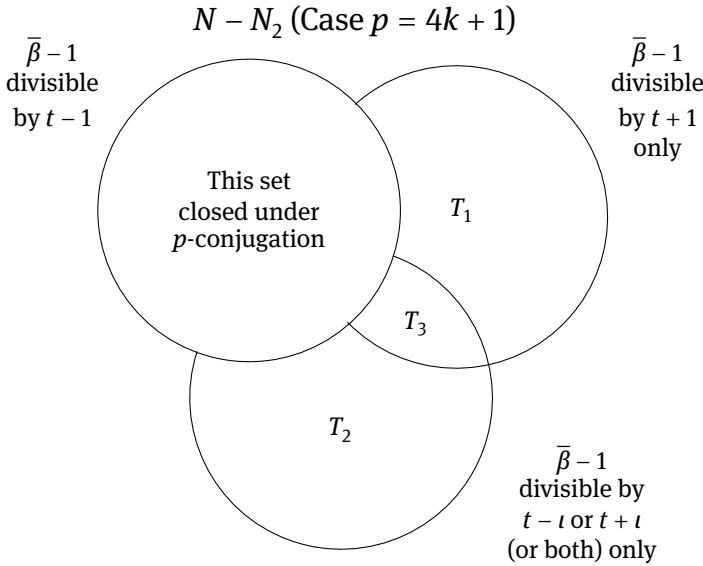 N − N₂ (Case p = 4k + 1)
β̅ − 1
divisible
by t − 1
β̅ − 1
divisible
by t + 1
only
This set
closed under
p-conjugation
T₁
T₃
T₂
β̅ − 1
divisible by
t − ι or t + ι
(or both) only